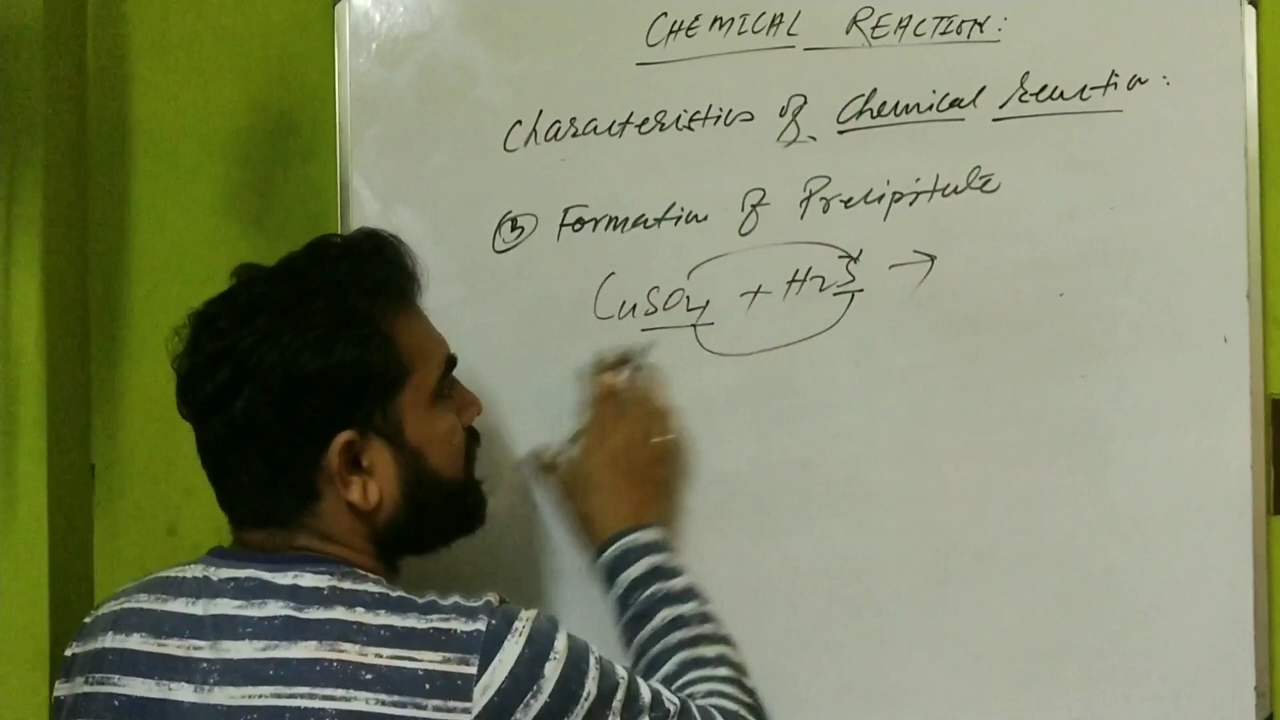 CHEMICAL REACTION:
Characteristics of Chemical Reaction:
③ Formation of Precipitate
CuSO4 + H2S →